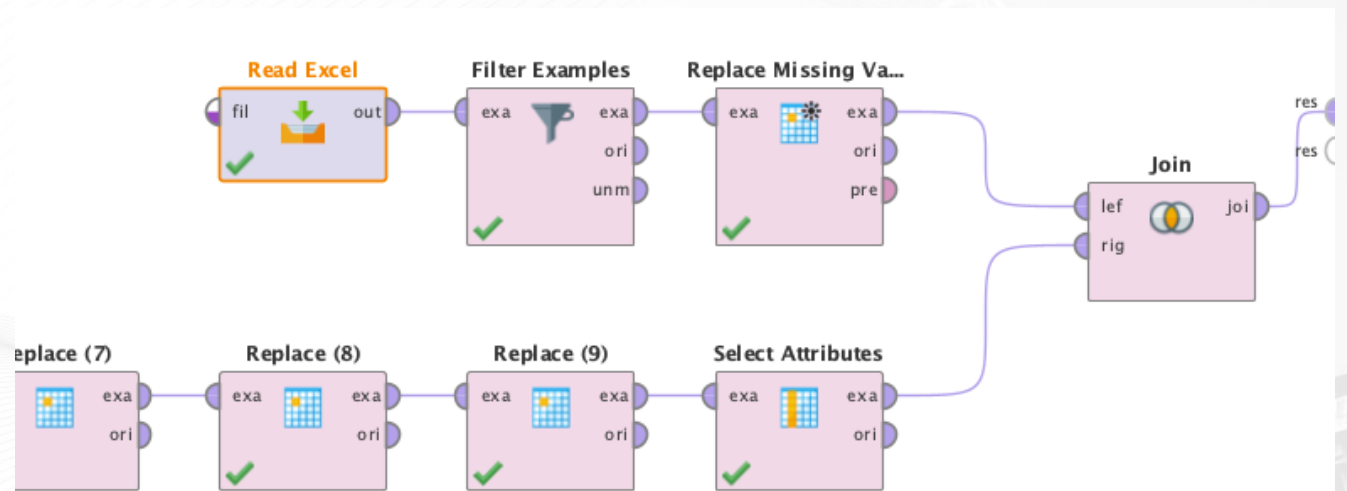 Read Excel
Filter Examples
Replace Missing Va...
fil
out
exa
exa
ori
unm
exa
exa
ori
pre
res
res
Join
lef
joi
rig
eplace (7)
Replace (8)
Replace (9)
Select Attributes
exa
ori
exa
exa
ori
exa
exa
ori
exa
exa
ori